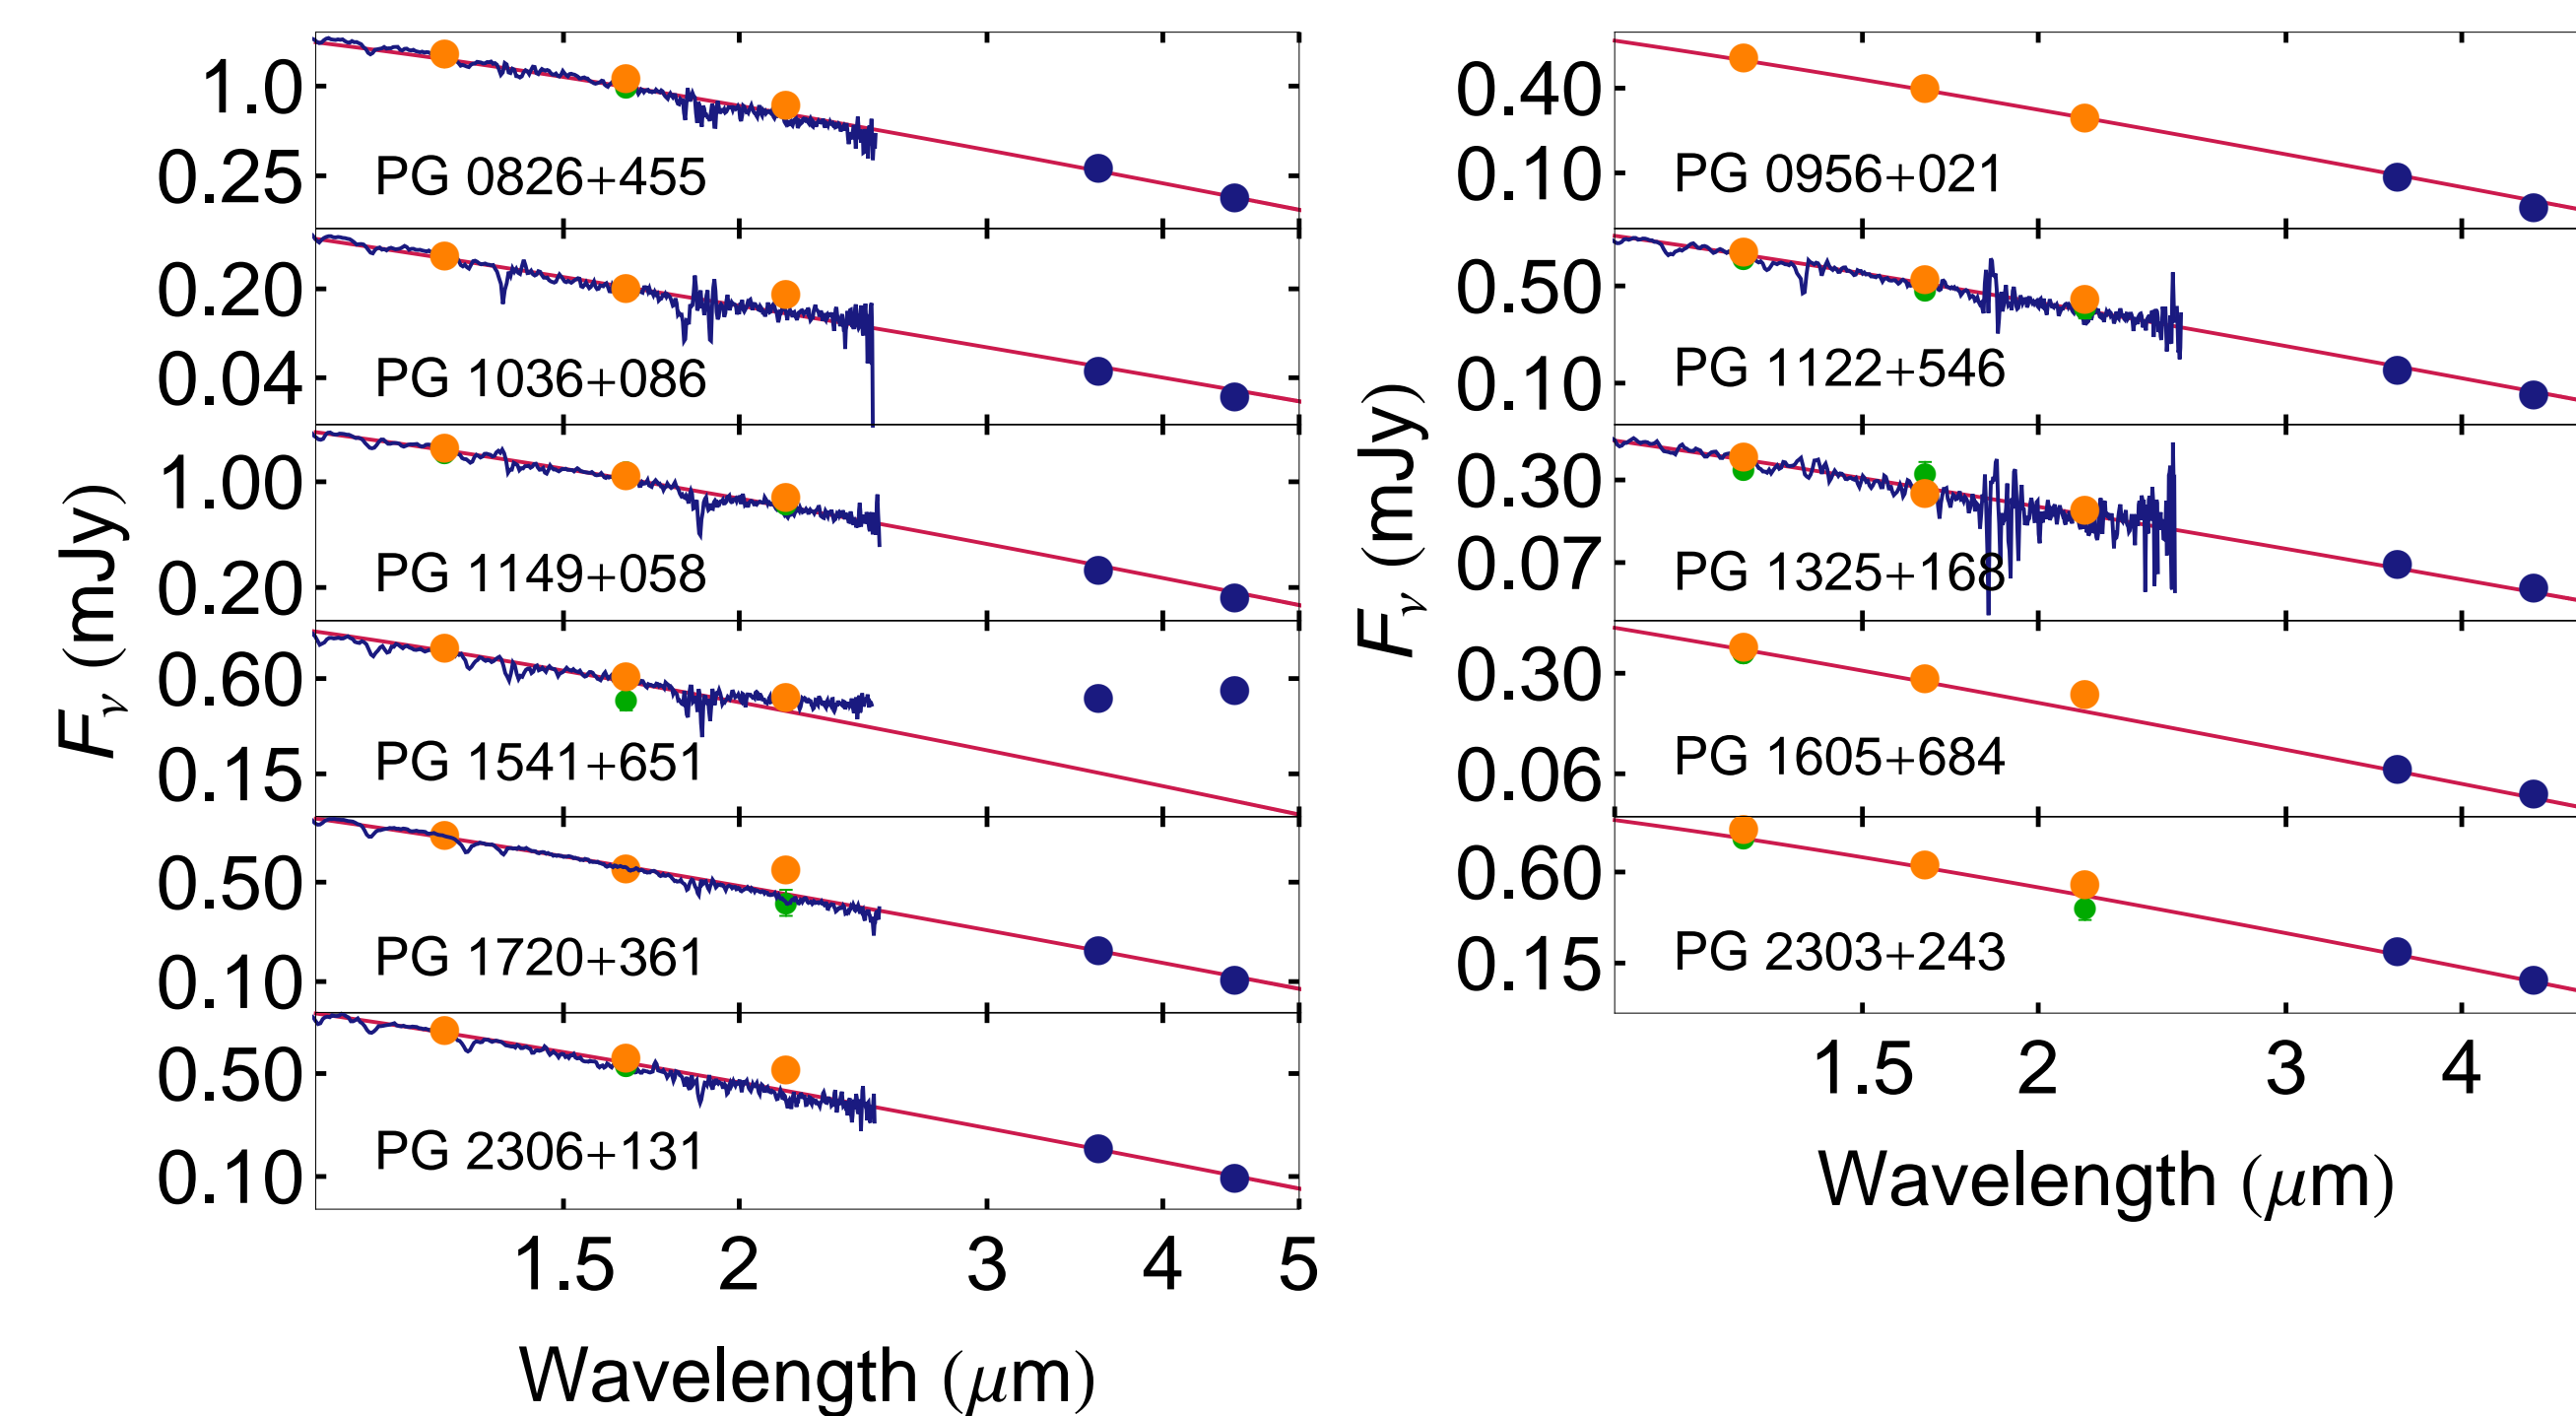 1.0
0.25
PG 0826+455
0.20
0.04
PG 1036+086
1.00
0.20
PG 1149+058
0.60
0.15
PG 1541+651
0.50
0.10
PG 1720+361
0.50
0.10
PG 2306+131
Fν (mJy)
1.5 2 3 4 5
Wavelength (μm)
0.40
0.10
PG 0956+021
0.50
0.10
PG 1122+546
0.30
0.07
PG 1325+168
0.30
0.06
PG 1605+684
0.60
0.15
PG 2303+243
Fν (mJy)
1.5 2 3 4
Wavelength (μm)